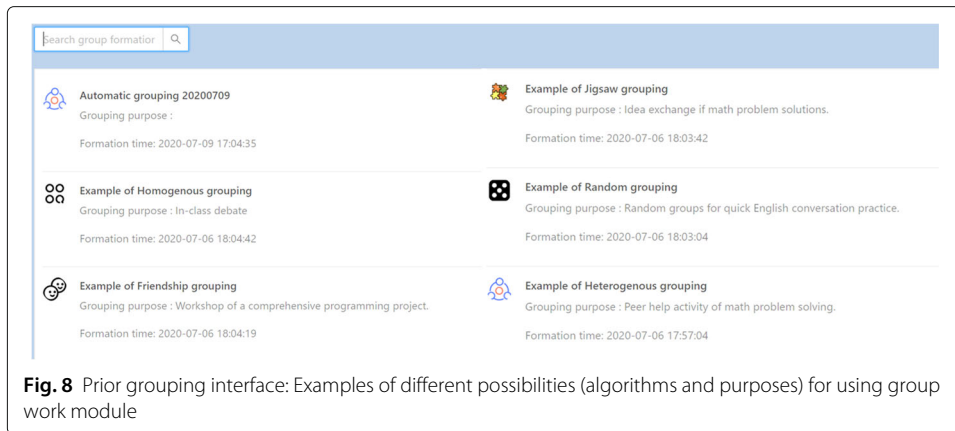 Search group formation
Automatic grouping 20200709
Grouping purpose :
Formation time: 2020-07-09 17:04:35
Example of Jigsaw grouping
Grouping purpose : Idea exchange if math problem solutions.
Formation time: 2020-07-06 18:03:42
Example of Homogenous grouping
Grouping purpose : In-class debate
Formation time: 2020-07-06 18:04:42
Example of Random grouping
Grouping purpose : Random groups for quick English conversation practice.
Formation time: 2020-07-06 18:03:04
Example of Friendship grouping
Grouping purpose : Workshop of a comprehensive programming project.
Formation time: 2020-07-06 18:04:19
Example of Heterogenous grouping
Grouping purpose : Peer help activity of math problem solving.
Formation time: 2020-07-06 17:57:04
Fig. 8 Prior grouping interface: Examples of different possibilities (algorithms and purposes) for using group
work module